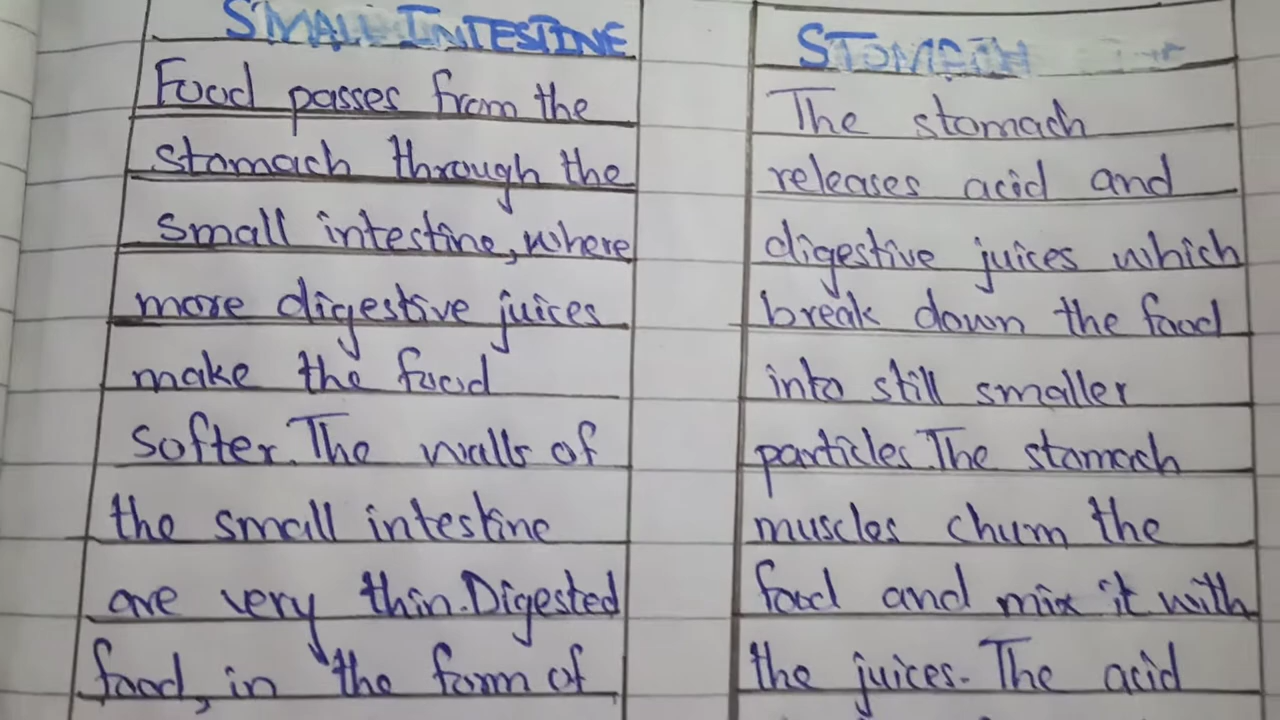 SMALL INTESTINE
Food passes from the
stomach through the
small intestine, where
more digestive juices
make the food
softer. The walls of
the small intestine
are very thin. Digested
food, in the form of
STOMACH
The stomach
releases acid and
digestive juices which
break down the food
into still smaller
particles. The stomach
muscles churn the
food and mix it with
the juices. The acid